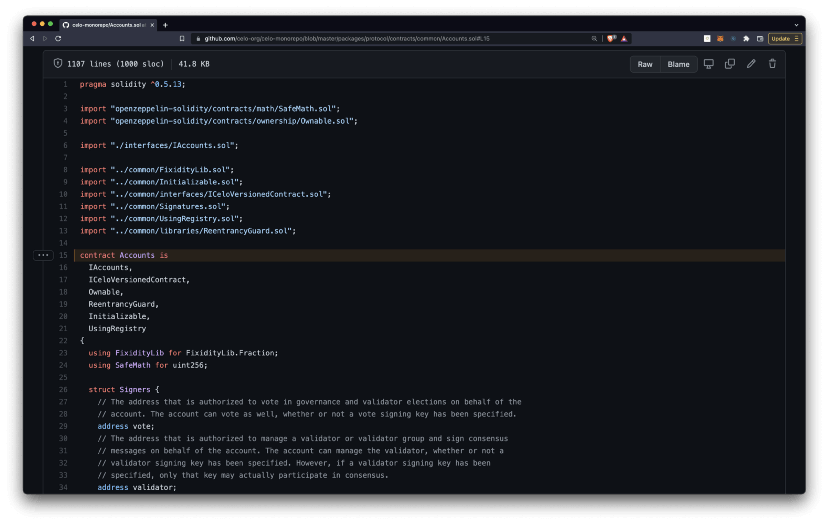 celo-monorepo/Accounts.sol at
github.com/celo-org/celo-monorepo/blob/master/packages/protocol/contracts/common/Accounts.sol#L15
Update
1107 lines (1000 sloc) 41.8 KB
Raw Blame
1 pragma solidity ^0.5.13;
2
3 import "openzeppelin-solidity/contracts/math/SafeMath.sol";
4 import "openzeppelin-solidity/contracts/ownership/Ownable.sol";
5
6 import "./interfaces/IAccounts.sol";
7
8 import "../common/FixidityLib.sol";
9 import "../common/Initializable.sol";
10 import "../common/interfaces/ICeloVersionedContract.sol";
11 import "../common/Signatures.sol";
12 import "../common/UsingRegistry.sol";
13 import "../common/libraries/ReentrancyGuard.sol";
14
15 contract Accounts is
16 IAccounts,
17 ICeloVersionedContract,
18 Ownable,
19 ReentrancyGuard,
20 Initializable,
21 UsingRegistry
22 {
23 using FixidityLib for FixidityLib.Fraction;
24 using SafeMath for uint256;
25
26 struct Signers {
27 // The address that is authorized to vote in governance and validator elections on behalf of the
28 // account. The account can vote as well, whether or not a vote signing key has been specified.
29 address vote;
30 // The address that is authorized to manage a validator or validator group and sign consensus
31 // messages on behalf of the account. The account can manage the validator, whether or not a
32 // validator signing key has been specified. However, if a validator signing key has been
33 // specified, only that key may actually participate in consensus.
34 address validator;